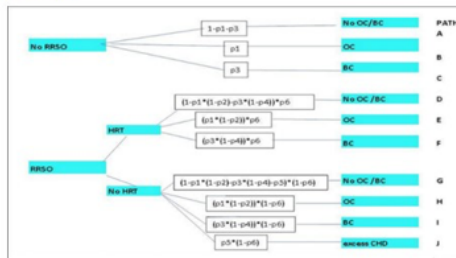 No OC/BC PATH
1-p1-p3 A
No RRSO p1 OC
B
p3 BC
C
(1-p1*(1-p2)-p3*(1-p4))*p6 No OC/BC D
HRT (p1*(1-p2))*p6 OC E
(p3*(1-p4))*p6 BC F
RRSO
No HRT (1-p1*(1-p2)-p3*(1-p4)-p5)*(1-p6) No OC/BC G
(p1*(1-p2))*(1-p6) OC H
(p3*(1-p4))*(1-p6) BC I
p5*(1-p6) excess CHD J